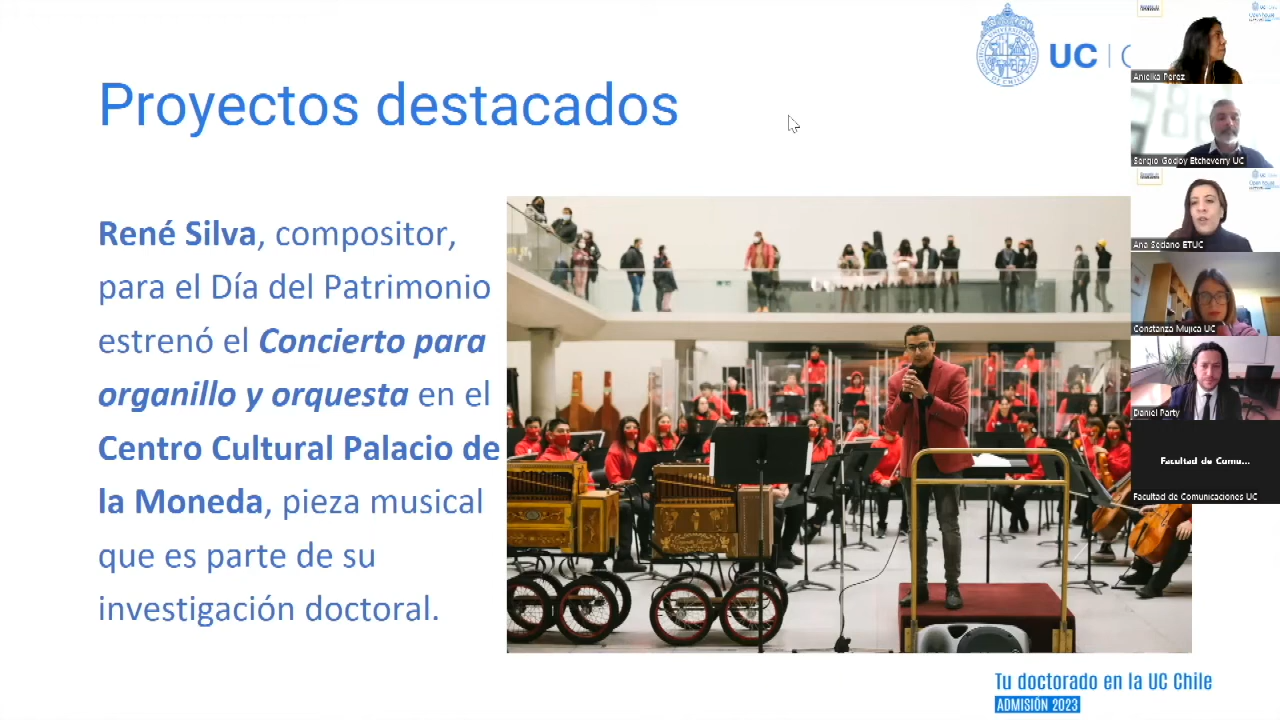 Proyectos destacados
UC
René Silva, compositor,
para el Día del Patrimonio
estrenó el Concierto para
organillo y orquesta en el
Centro Cultural Palacio de
la Moneda, pieza musical
que es parte de su
investigación doctoral.
Tu doctorado en la UC Chile
ADMISIÓN 2023
Anielka Pérez
Sergio Godoy Etcheverry UC
Ana Sedano ETUC
Constanza Mujica UC
Daniel Party
Facultad de Comu...
Facultad de Comunicaciones UC